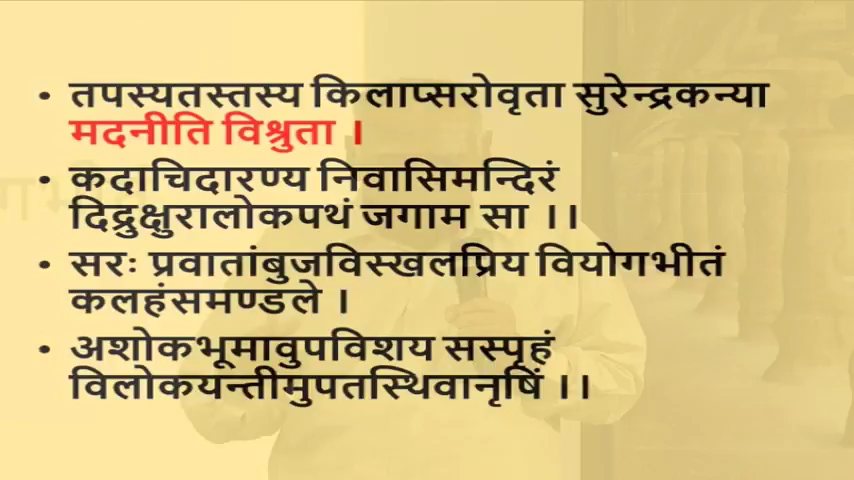 • तपस्यतस्तस्य किलाप्सरोवृता सुरेन्द्रकन्या
मदनीति विश्रुता ।
• कदाचिदारण्य निवासिमन्दिरं
दिद्रुक्षुरालोकपथं जगाम सा ।।
• सरः प्रवातांबुजविस्खलप्रिय वियोगभीतं
कलहंसमण्डले ।
• अशोकभूमावुपविशय सस्पृहं
विलोकयन्तीमुपतस्थिवानृषिं ।।